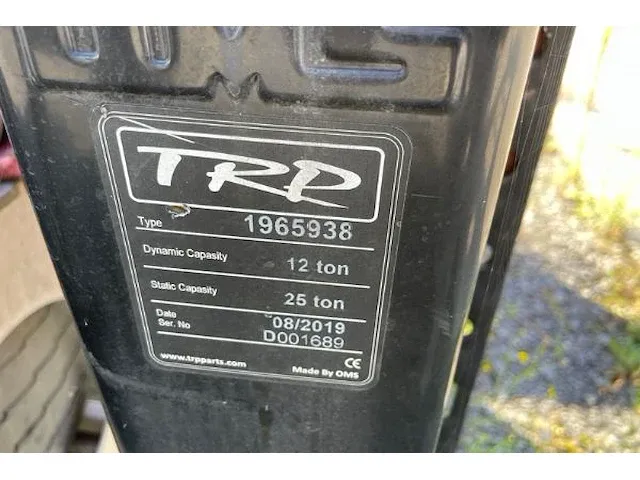 OMS
TRP
Type 1965938
Dynamic Capasity 12 ton
Static Capasity 25 ton
Date 08/2019
Ser. No D001689
www.trpparts.com CE
Made By OMS